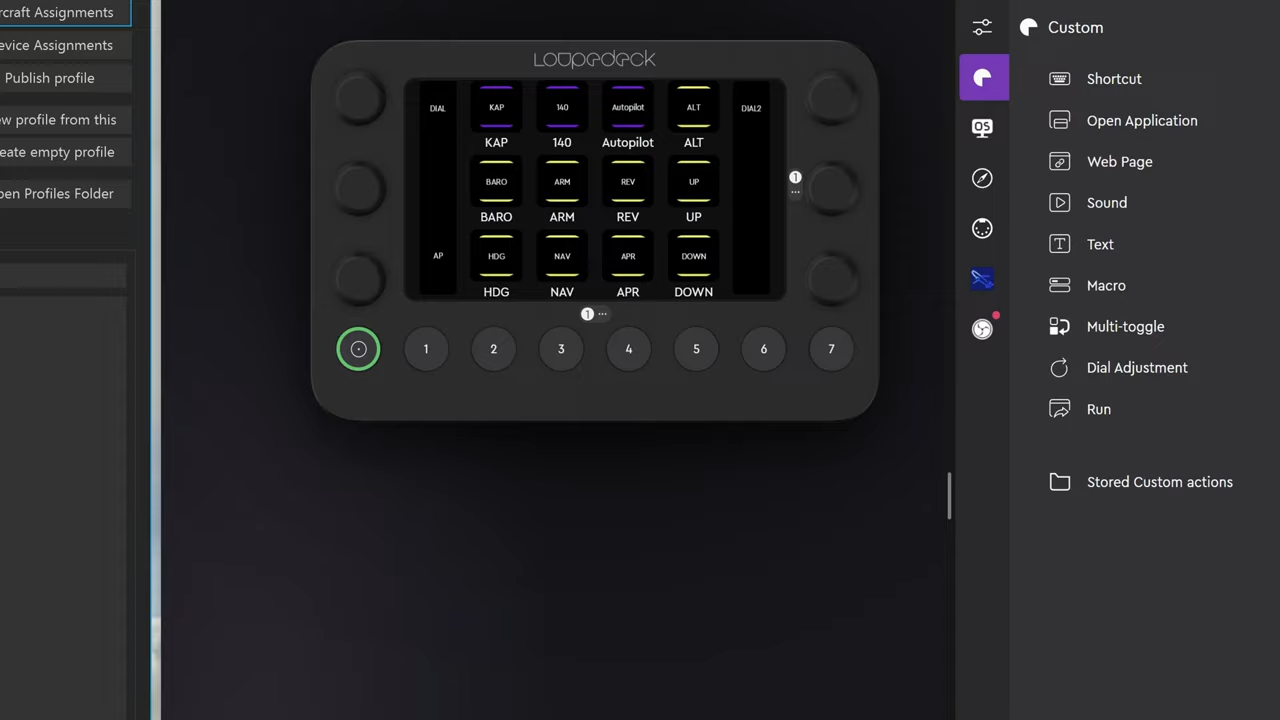 rcraft Assignments
evice Assignments
Publish profile
ew profile from this
eate empty profile
pen Profiles Folder
Loupedeck
DIAL
KAP
140
Autopilot
ALT
DIAL2
KAP
140
Autopilot
ALT
BARO
ARM
REV
UP
1
BARO
ARM
REV
UP
AP
HDG
NAV
APR
DOWN
HDG
NAV
APR
DOWN
1
1
2
3
4
5
6
7
OS
Custom
Shortcut
Open Application
Web Page
Sound
Text
Macro
Multi-toggle
Dial Adjustment
Run
Stored Custom actions